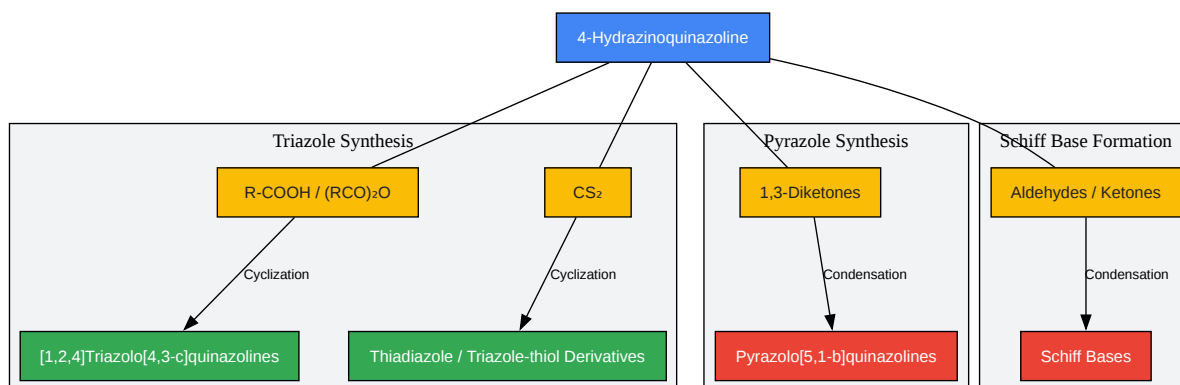 4-Hydrazinoquinazoline
Triazole Synthesis
Pyrazole Synthesis
Schiff Base Formation
R-COOH / (RCO)₂O
CS₂
1,3-Diketones
Aldehydes / Ketones
Cyclization
Cyclization
Condensation
Condensation
[1,2,4]Triazolo[4,3-c]quinazolines
Thiadiazole / Triazole-thiol Derivatives
Pyrazolo[5,1-b]quinazolines
Schiff Bases